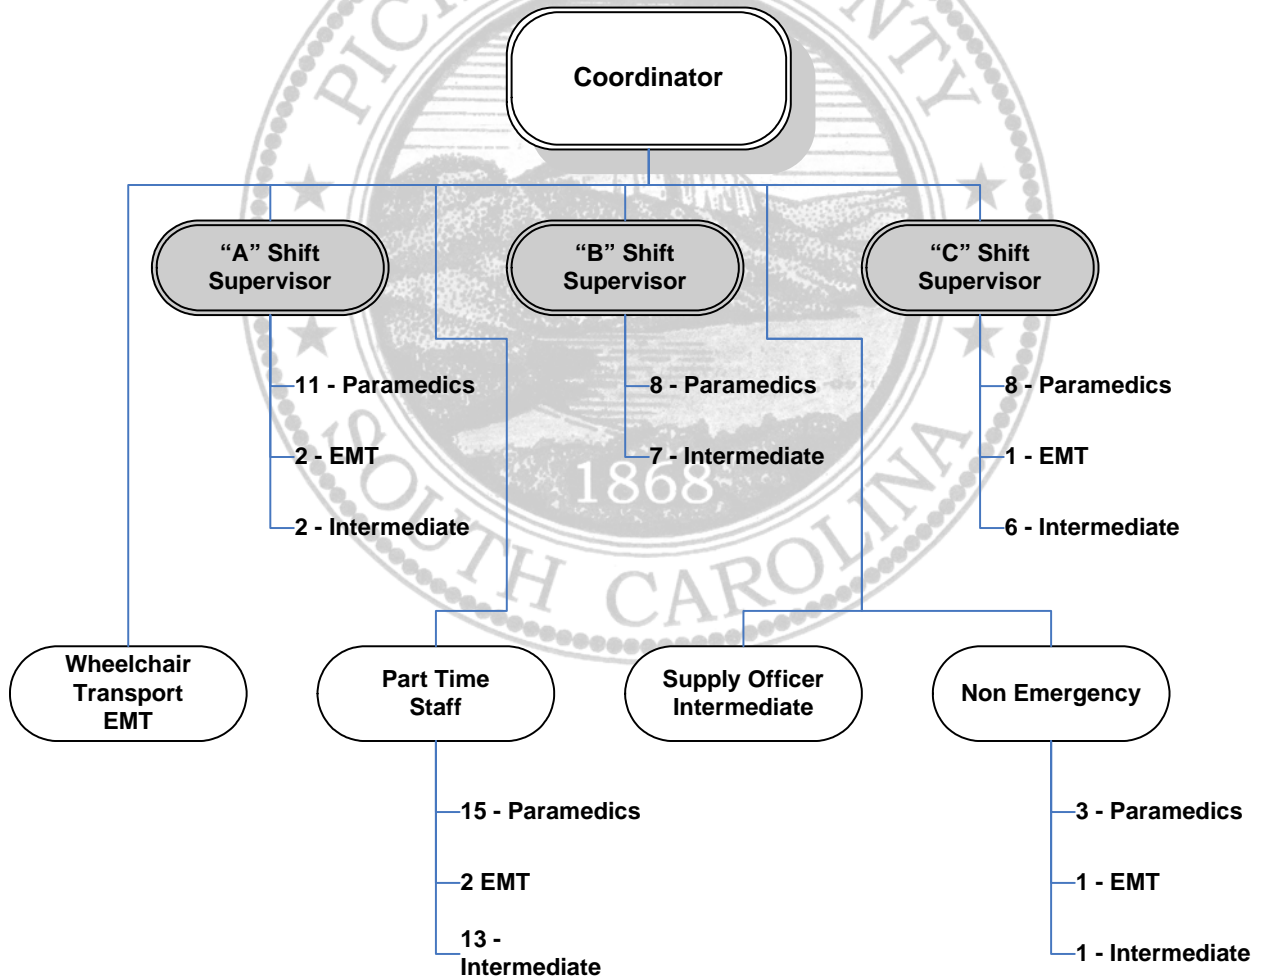 PIC
NTY
Coordinator
“A” Shift
Supervisor
“B” Shift
Supervisor
“C” Shift
Supervisor
11 - Paramedics
2 - EMT
2 - Intermediate
8 - Paramedics
7 - Intermediate
8 - Paramedics
1 - EMT
6 - Intermediate
1868
SOUTH CAROLINA
Wheelchair
Transport
EMT
Part Time
Staff
Supply Officer
Intermediate
Non Emergency
15 - Paramedics
2 EMT
13 -
Intermediate
3 - Paramedics
1 - EMT
1 - Intermediate